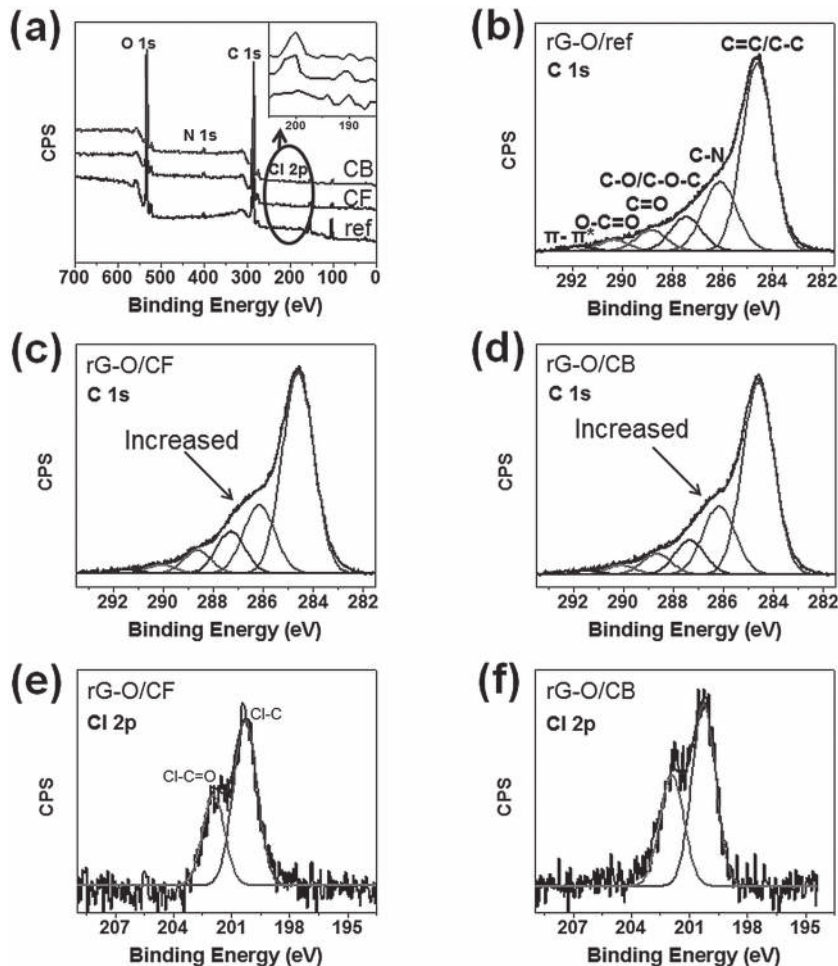 (a)
O 1s
C 1s
N 1s
Cl 2p
CB
CF
ref
200 190
CPS
700 600 500 400 300 200 100 0
Binding Energy (eV)
(b)
rG-O/ref
C 1s
C=C/C-C
C-N
C-O/C-O-C
C=O
O-C=O
π- π*
CPS
292 290 288 286 284 282
Binding Energy (eV)
(c)
rG-O/CF
C 1s
Increased
CPS
292 290 288 286 284 282
Binding Energy (eV)
(d)
rG-O/CB
C 1s
Increased
CPS
292 290 288 286 284 282
Binding Energy (eV)
(e)
rG-O/CF
Cl 2p
Cl-C
Cl-C=O
CPS
207 204 201 198 195
Binding Energy (eV)
(f)
rG-O/CB
Cl 2p
CPS
207 204 201 198 195
Binding Energy (eV)